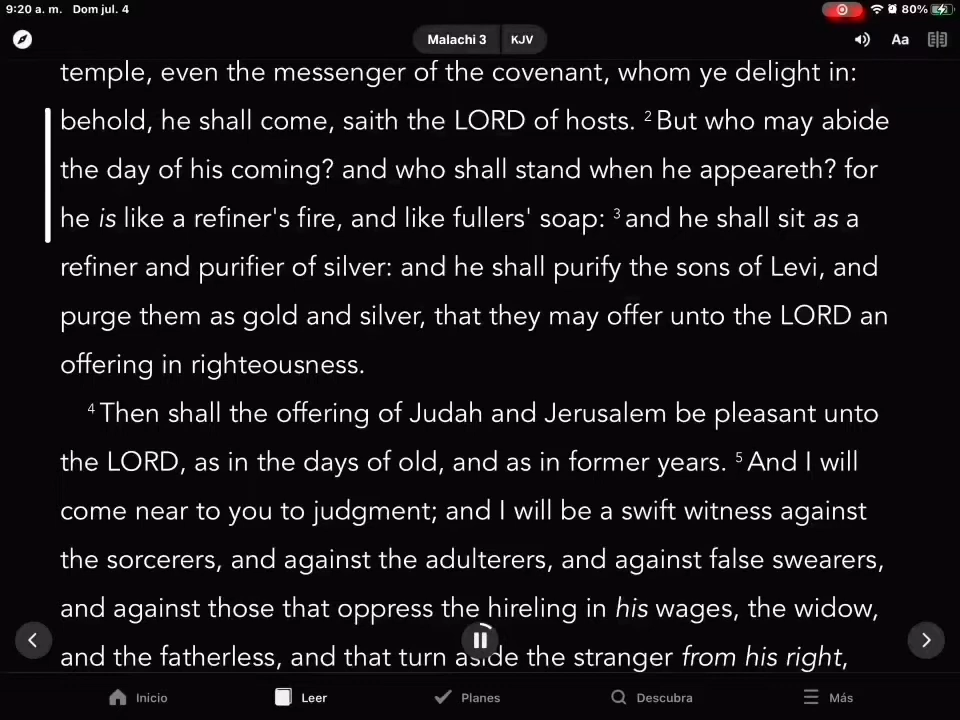 9:20 a. m. Dom jul. 4 80%
Malachi 3 KJV Aa
temple, even the messenger of the covenant, whom ye delight in:
behold, he shall come, saith the LORD of hosts. 2 But who may abide
the day of his coming? and who shall stand when he appeareth? for
he is like a refiner's fire, and like fullers' soap: 3 and he shall sit as a
refiner and purifier of silver: and he shall purify the sons of Levi, and
purge them as gold and silver, that they may offer unto the LORD an
offering in righteousness.
4 Then shall the offering of Judah and Jerusalem be pleasant unto
the LORD, as in the days of old, and as in former years. 5 And I will
come near to you to judgment; and I will be a swift witness against
the sorcerers, and against the adulterers, and against false swearers,
and against those that oppress the hireling in his wages, the widow,
and the fatherless, and that turn aside the stranger from his right,
Inicio Leer Planes Descubra Más